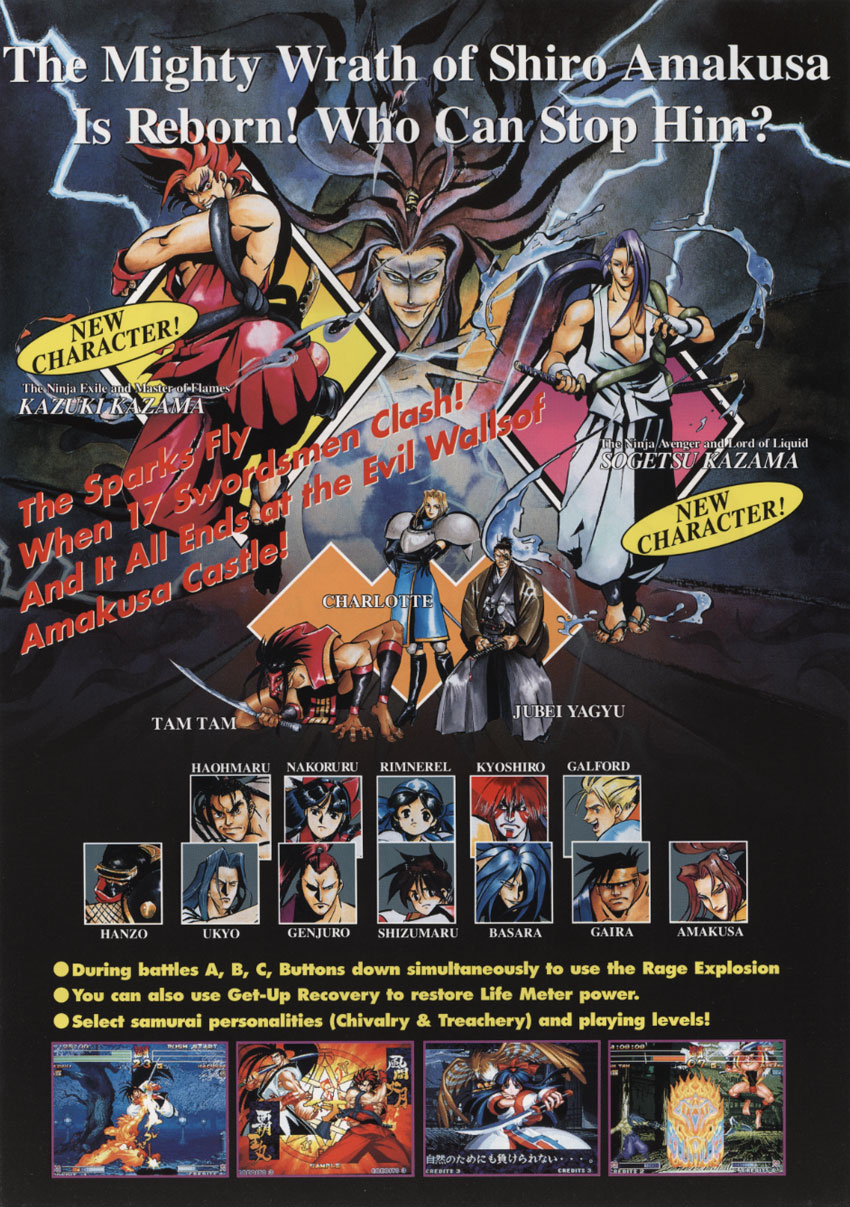 The Mighty Wrath of Shiro Amakusa
Is Reborn! Who Can Stop Him?
NEW
CHARACTER!
The Ninja Exile and Master of Flames
KAZUKI KAZAMA
The Ninja Avenger and Lord of Liquid
SOGETSU KAZAMA
NEW
CHARACTER!
The Sparks Fly
When 17 Swordsmen Clash!
And It All Ends at the Evil Wallsof
Amakusa Castle!
CHARLOTTE
TAM TAM
JUBEI YAGYU
HAOHMARU NAKORURU RIMNEREL KYOSHIRO GALFORD
HANZO UKYO GENJURO SHIZUMARU BASARA GAIRA AMAKUSA
●During battles A, B, C, Buttons down simultaneously to use the Rage Explosion
●You can also use Get-Up Recovery to restore Life Meter power.
●Select samurai personalities (Chivalry & Treachery) and playing levels!
PUSH START
CREDITS 3 CREDITS 3
自然のためにも負けられない・・・。
CREDITS 3 CREDITS 3